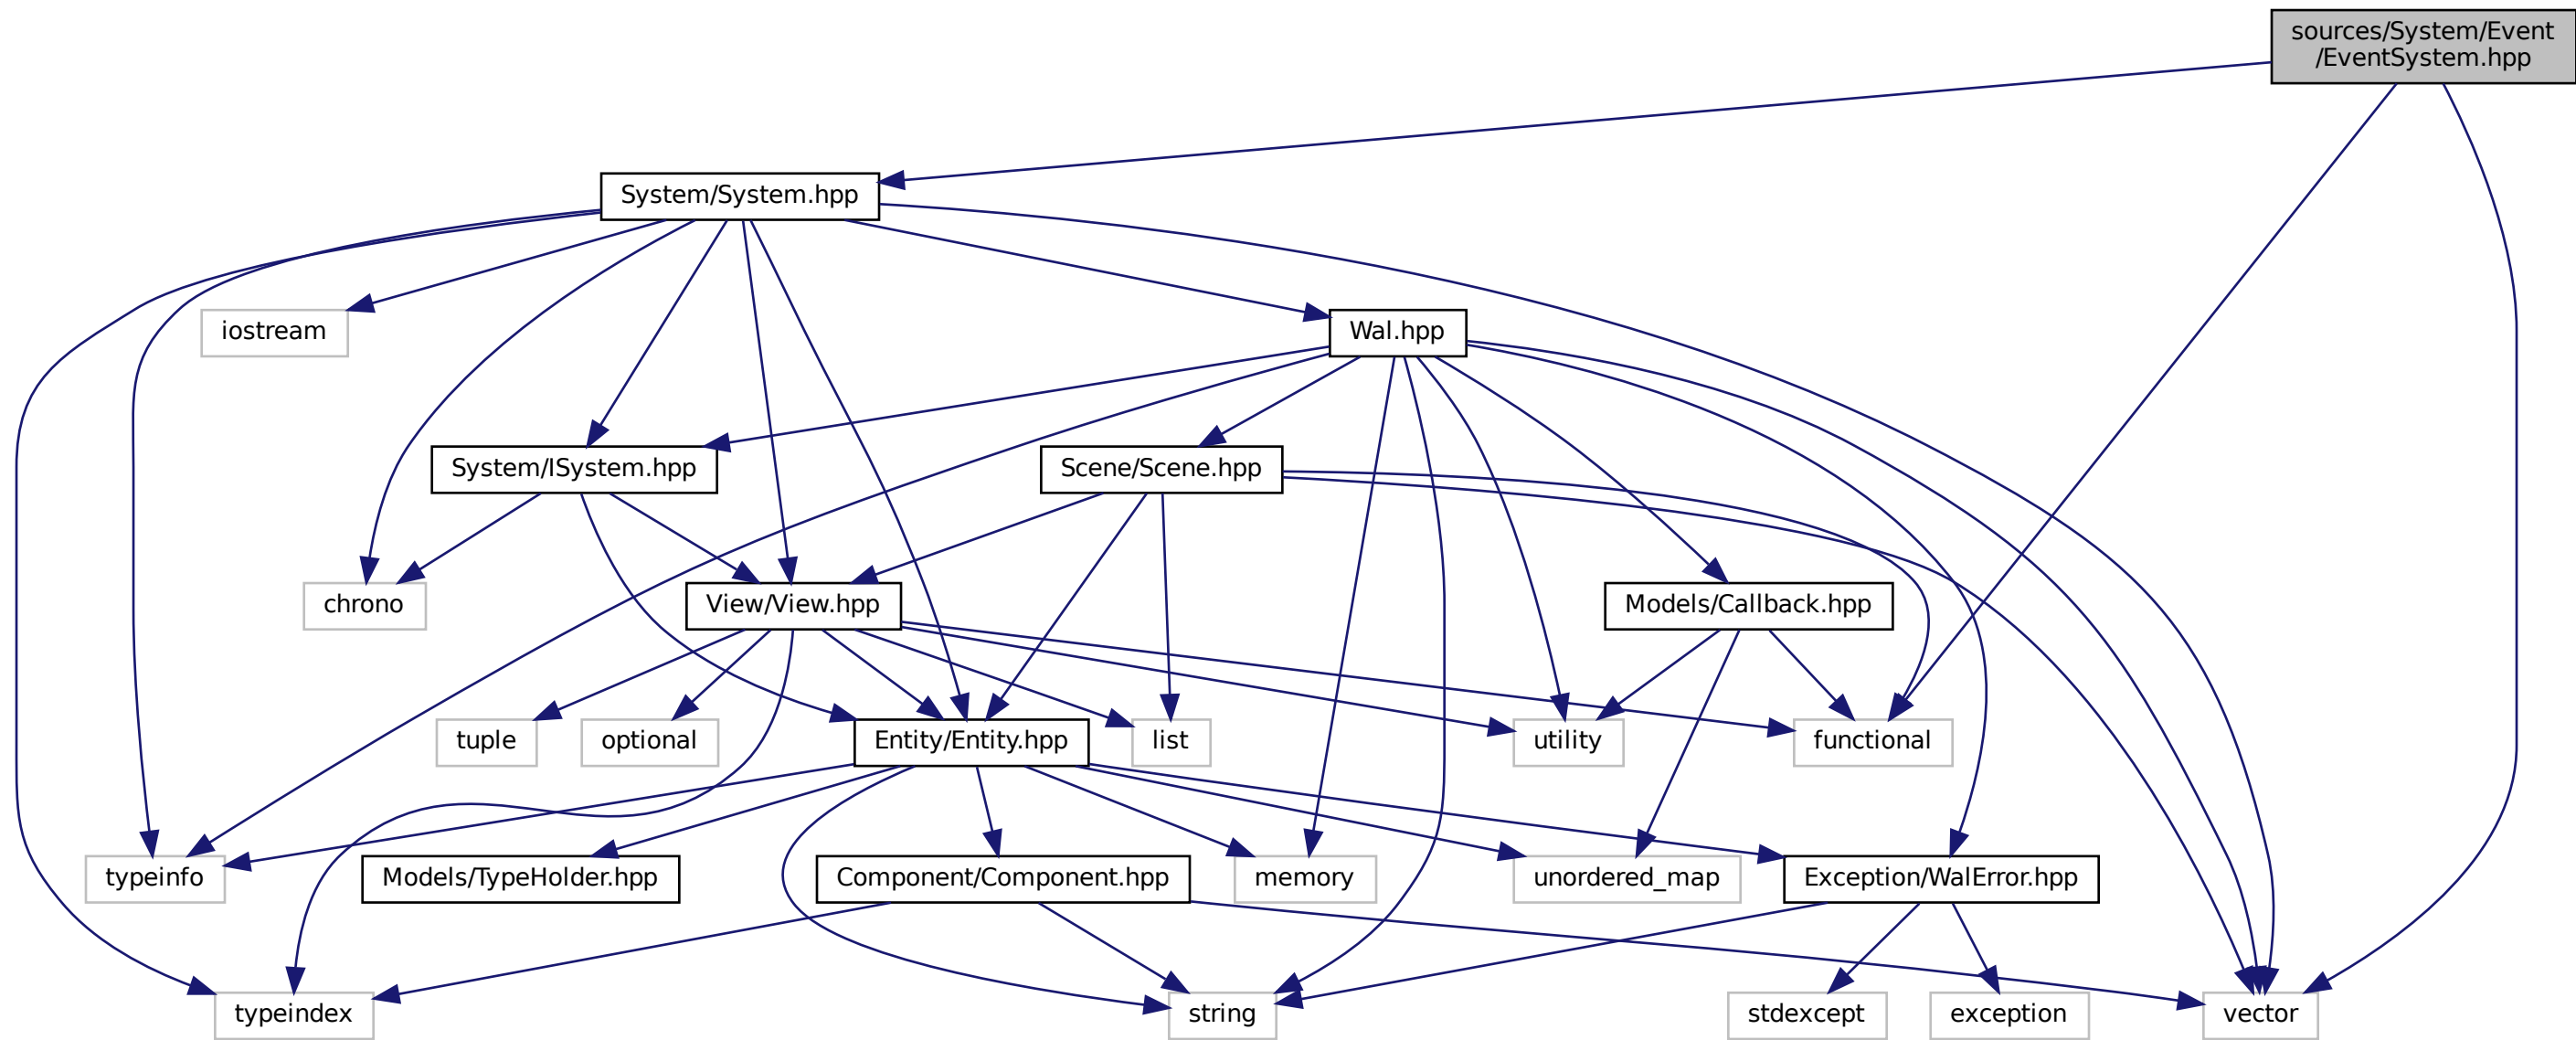 sources/System/Event
/EventSystem.hpp
System/System.hpp
iostream
Wal.hpp
System/ISystem.hpp
Scene/Scene.hpp
chrono
View/View.hpp
Models/Callback.hpp
tuple
optional
Entity/Entity.hpp
list
utility
functional
typeinfo
Models/TypeHolder.hpp
Component/Component.hpp
memory
unordered_map
Exception/WalError.hpp
typeindex
string
stdexcept
exception
vector